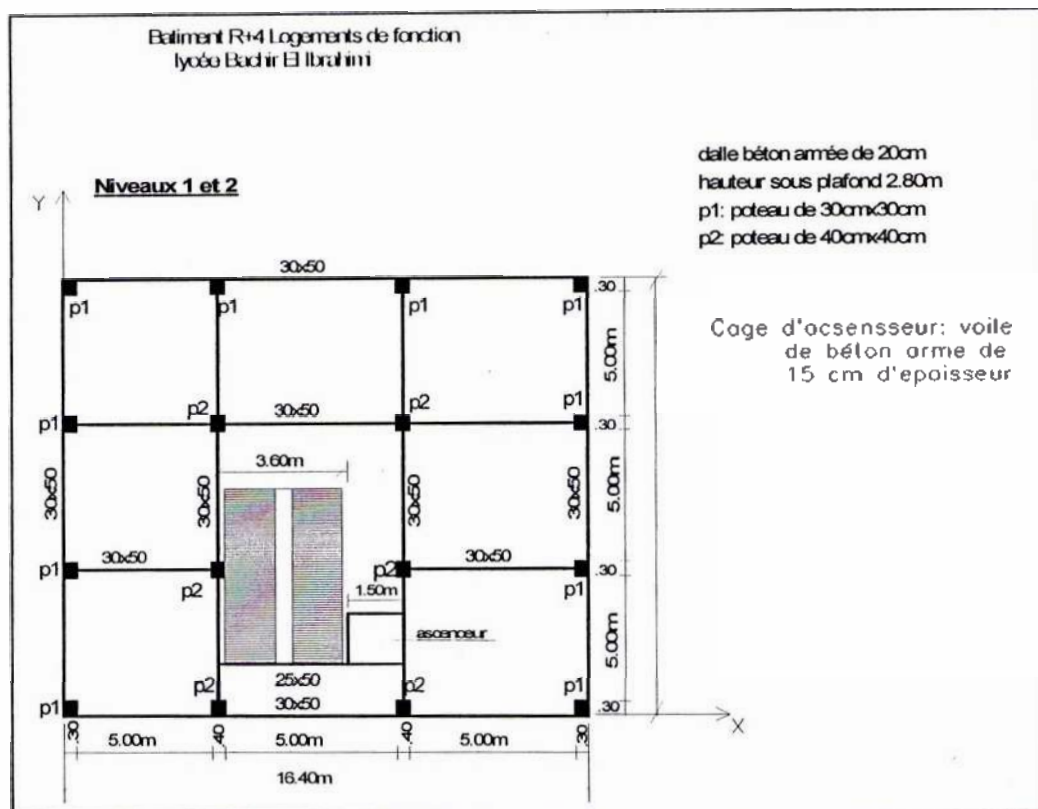 Batiment R+4 Logements de fonction
lycée Bachir El Ibrahimi
dalle béton armée de 20cm
hauteur sous plafond 2.80m
p1: poteau de 30cmx30cm
p2: poteau de 40cmx40cm
Niveaux 1 et 2
Y
30x50
.30
p1
p1
p1
p1
Cage d'acsensseur: voile
de béton arme de
15 cm d'epaisseur
5.00m
p1
p2
30x50
p2
p1
.30
3.60m
30x50
30x50
30x50
30x50
5.00m
30x50
30x50
p1
p2
p2
.30
p1
1.50m
ascenceur
5.00m
25x50
p1
p2
30x50
p2
p1
.30
X
.30
5.00m
.40
5.00m
.40
5.00m
.30
16.40m